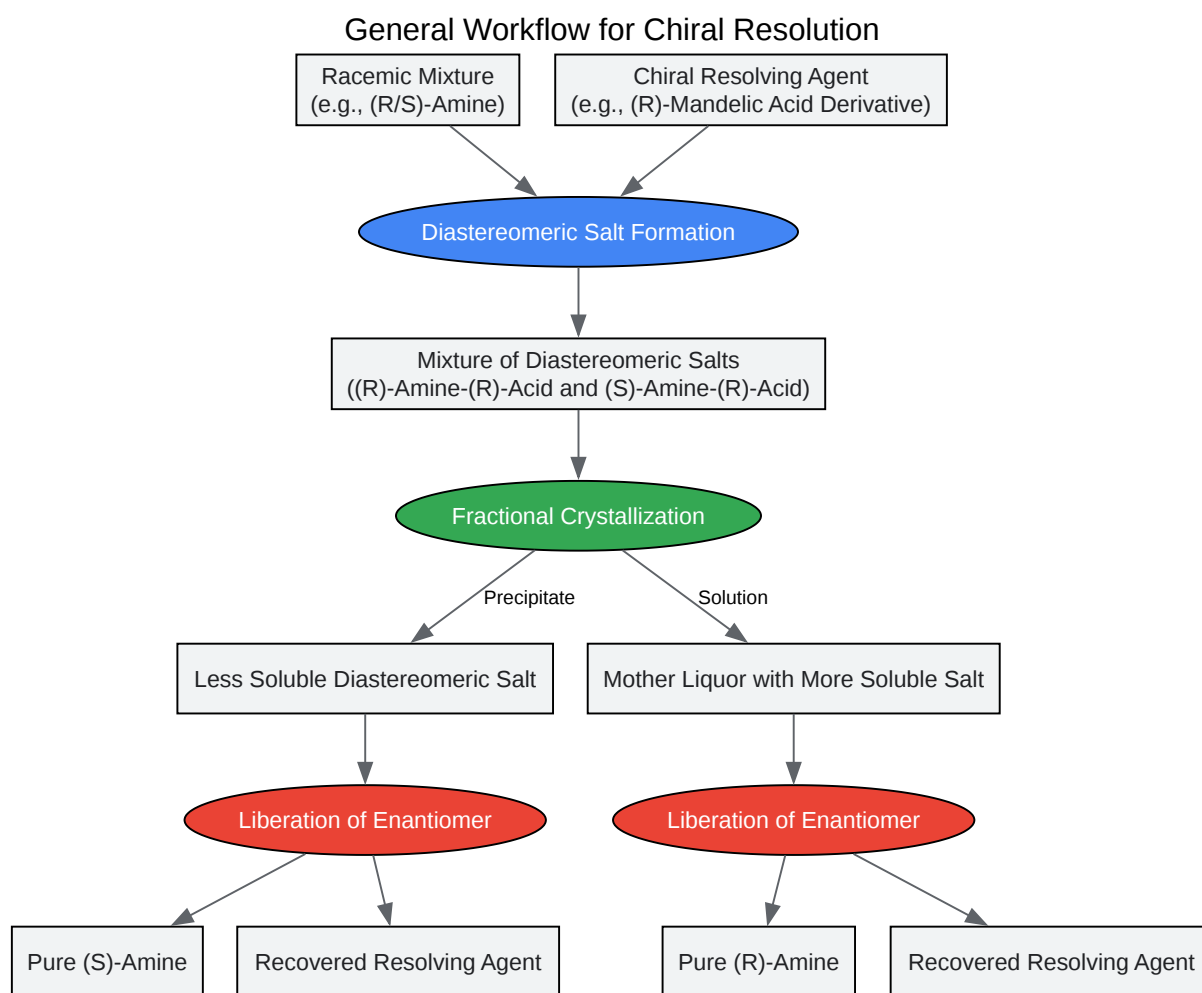 General Workflow for Chiral Resolution
Racemic Mixture
(e.g., (R/S)-Amine)
Chiral Resolving Agent
(e.g., (R)-Mandelic Acid Derivative)
Diastereomeric Salt Formation
Mixture of Diastereomeric Salts
((R)-Amine-(R)-Acid and (S)-Amine-(R)-Acid)
Fractional Crystallization
Precipitate
Solution
Less Soluble Diastereomeric Salt
Mother Liquor with More Soluble Salt
Liberation of Enantiomer
Liberation of Enantiomer
Pure (S)-Amine
Recovered Resolving Agent
Pure (R)-Amine
Recovered Resolving Agent